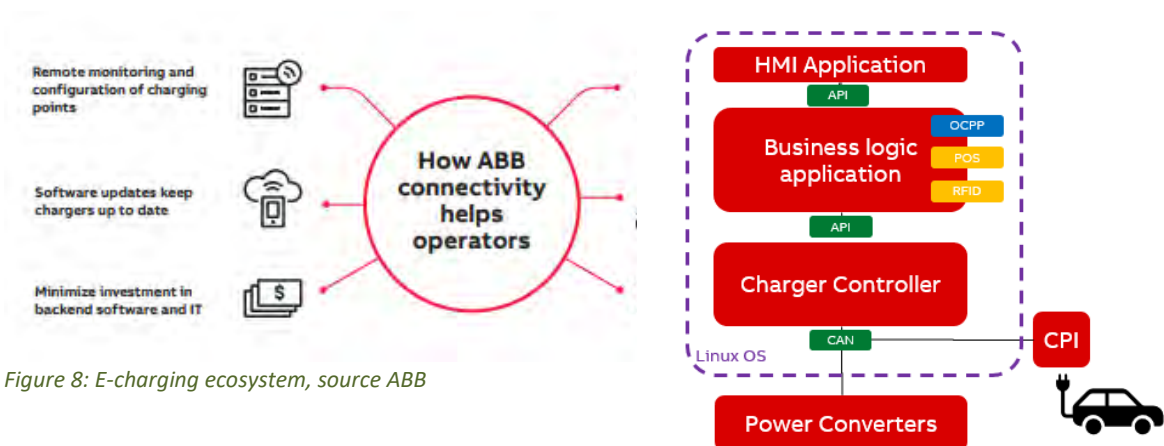 Remote monitoring and
configuration of charging
points
Software updates keep
chargers up to date
Minimize investment in
backend software and IT
$
How ABB
connectivity
helps
operators
Figure 8: E-charging ecosystem, source ABB
HMI Application
API
Business logic
application
OCPP
POS
RFID
API
Charger Controller
CAN
Linux OS
CPI
Power Converters